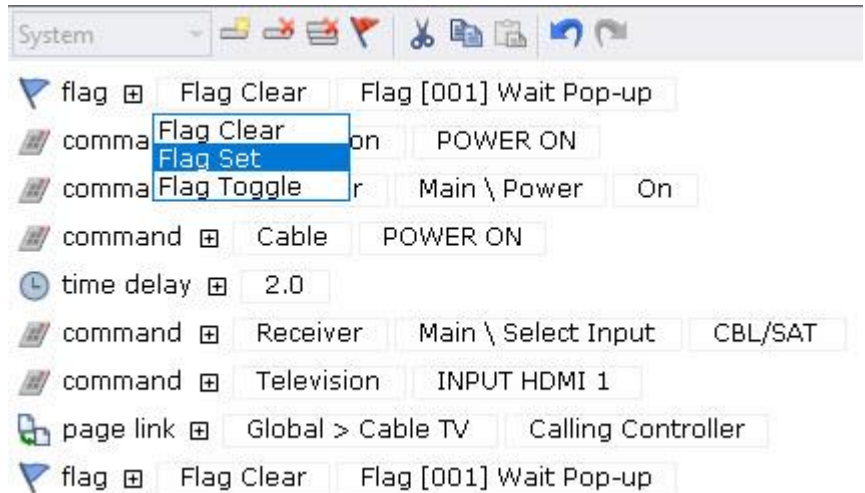 System
flag Flag Clear Flag [001] Wait Pop-up
Flag Clear
comma on POWER ON
Flag Set
comma Flag Toggle r Main \ Power On
command Cable POWER ON
time delay 2.0
command Receiver Main \ Select Input CBL/SAT
command Television INPUT HDMI 1
page link Global > Cable TV Calling Controller
flag Flag Clear Flag [001] Wait Pop-up